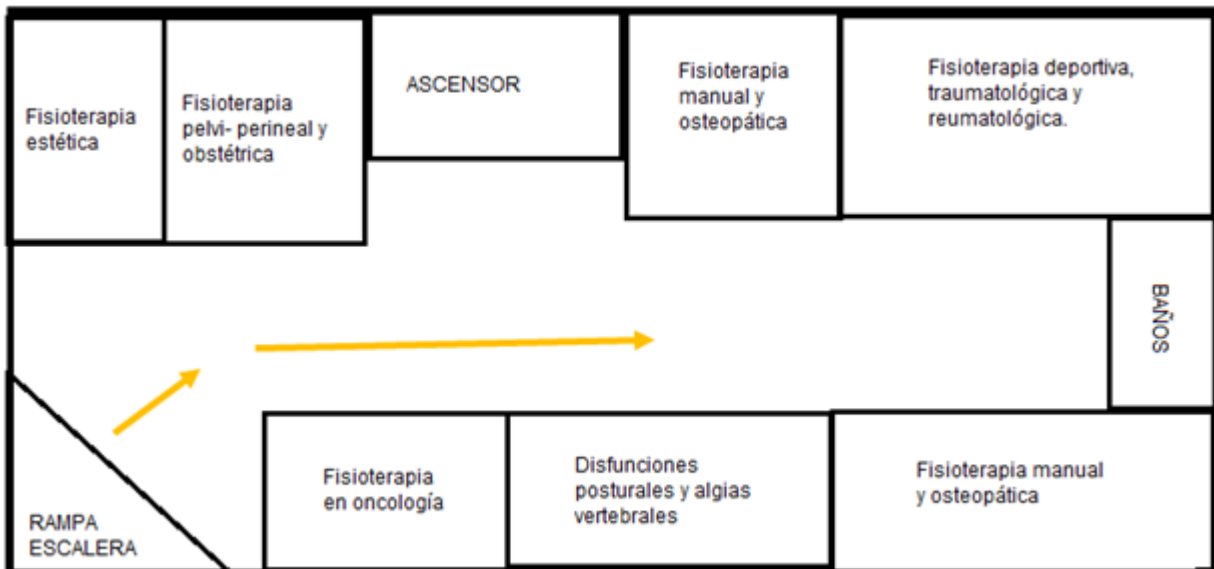 Fisioterapia
estética
Fisioterapia
pelvi- perineal y
obstétrica
ASCENSOR
Fisioterapia
manual y
osteopática
Fisioterapia deportiva,
traumatológica y
reumatológica.
BAÑOS
RAMPA
ESCALERA
Fisioterapia
en oncología
Disfunciones
posturales y algias
vertebrales
Fisioterapia manual
y osteopática